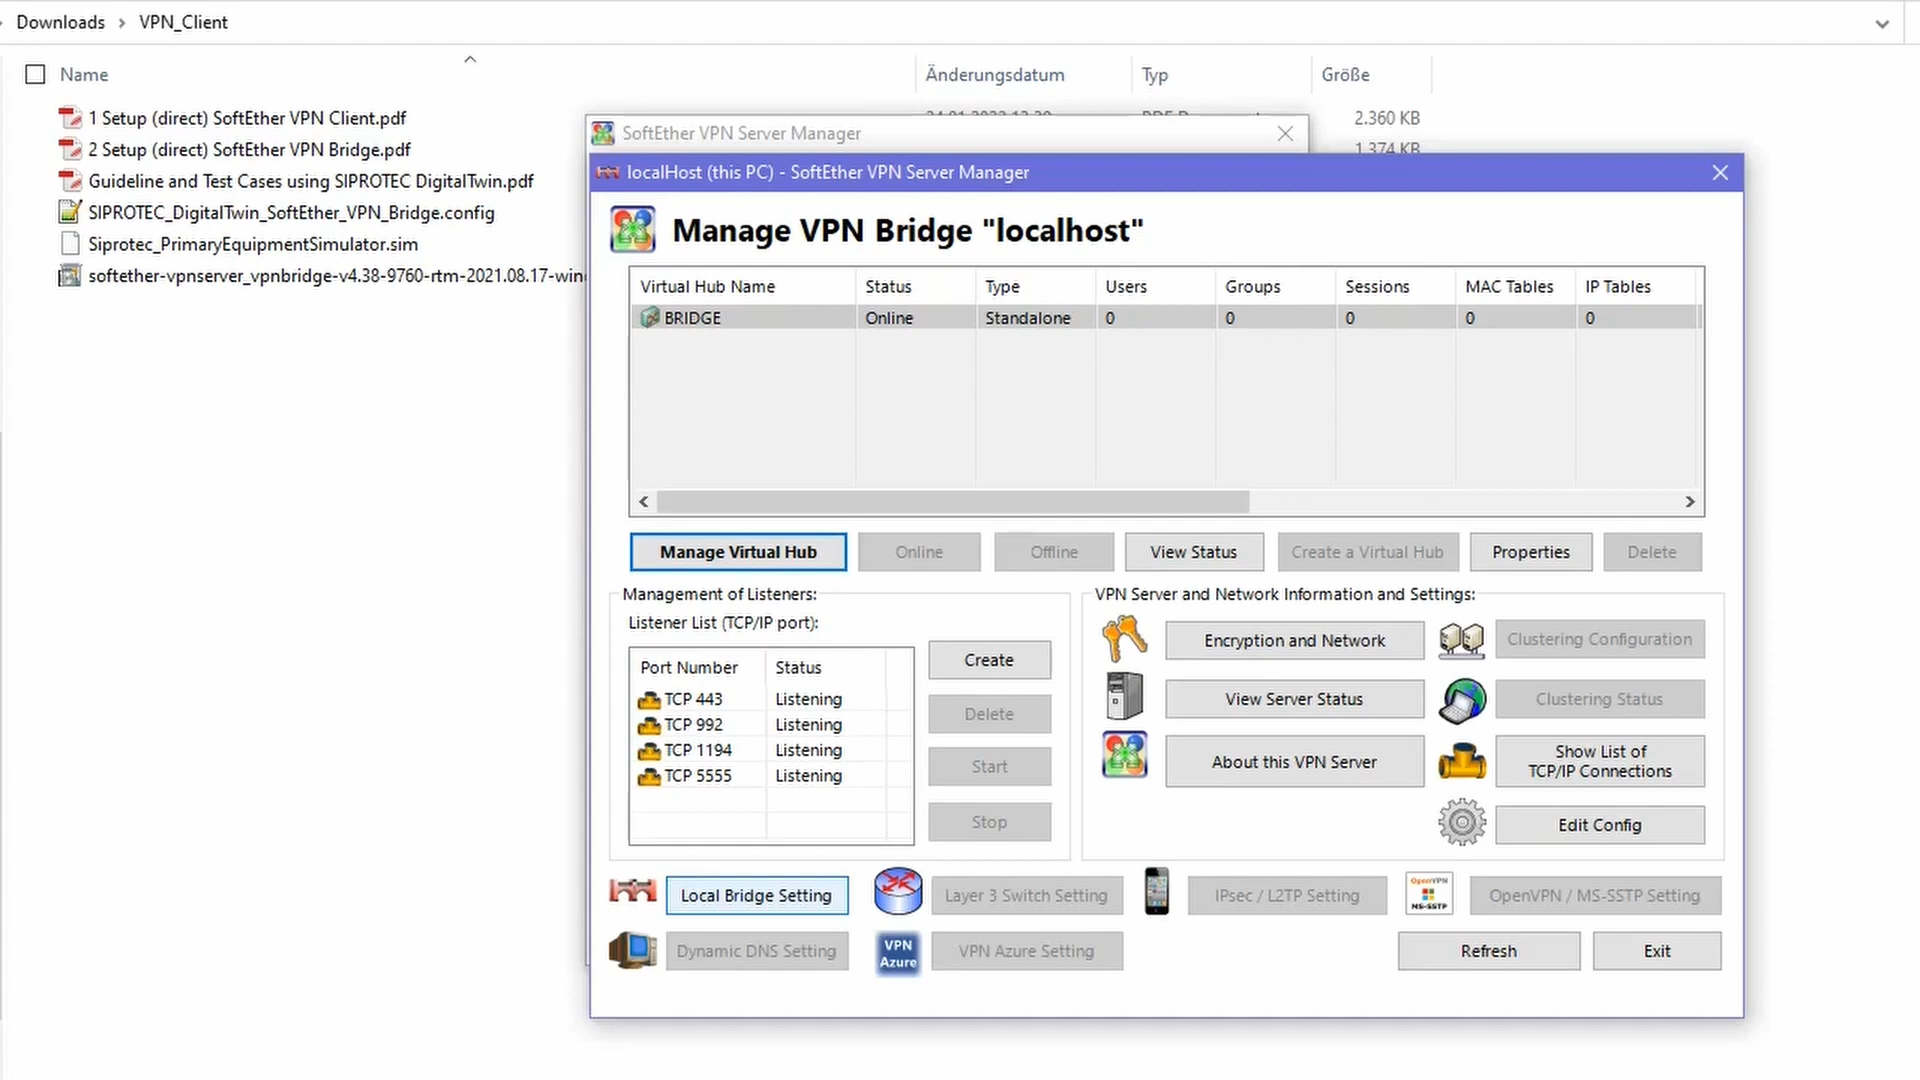 Downloads > VPN_Client
Name Änderungsdatum Typ Größe
1 Setup (direct) SoftEther VPN Client.pdf 2.360 KB
2 Setup (direct) SoftEther VPN Bridge.pdf
Guideline and Test Cases using SIPROTEC DigitalTwin.pdf
SIPROTEC_DigitalTwin_SoftEther_VPN_Bridge.config
Siprotec_PrimaryEquipmentSimulator.sim
softether-vpnserver_vpnbridge-v4.38-9760-rtm-2021.08.17-win
SoftEther VPN Server Manager
localHost (this PC) - SoftEther VPN Server Manager
Manage VPN Bridge "localhost"
Virtual Hub Name Status Type Users Groups Sessions MAC Tables IP Tables
BRIDGE Online Standalone 0 0 0 0 0
Manage Virtual Hub Online Offline View Status Create a Virtual Hub Properties Delete
Management of Listeners:
Listener List (TCP/IP port):
Port Number Status
TCP 443 Listening
TCP 992 Listening
TCP 1194 Listening
TCP 5555 Listening
Create
Delete
Start
Stop
VPN Server and Network Information and Settings:
Encryption and Network Clustering Configuration
View Server Status Clustering Status
About this VPN Server Show List of
TCP/IP Connections
Edit Config
Local Bridge Setting Layer 3 Switch Setting IPsec / L2TP Setting OpenVPN MS-SSTP OpenVPN / MS-SSTP Setting
Dynamic DNS Setting VPN Azure VPN Azure Setting Refresh Exit